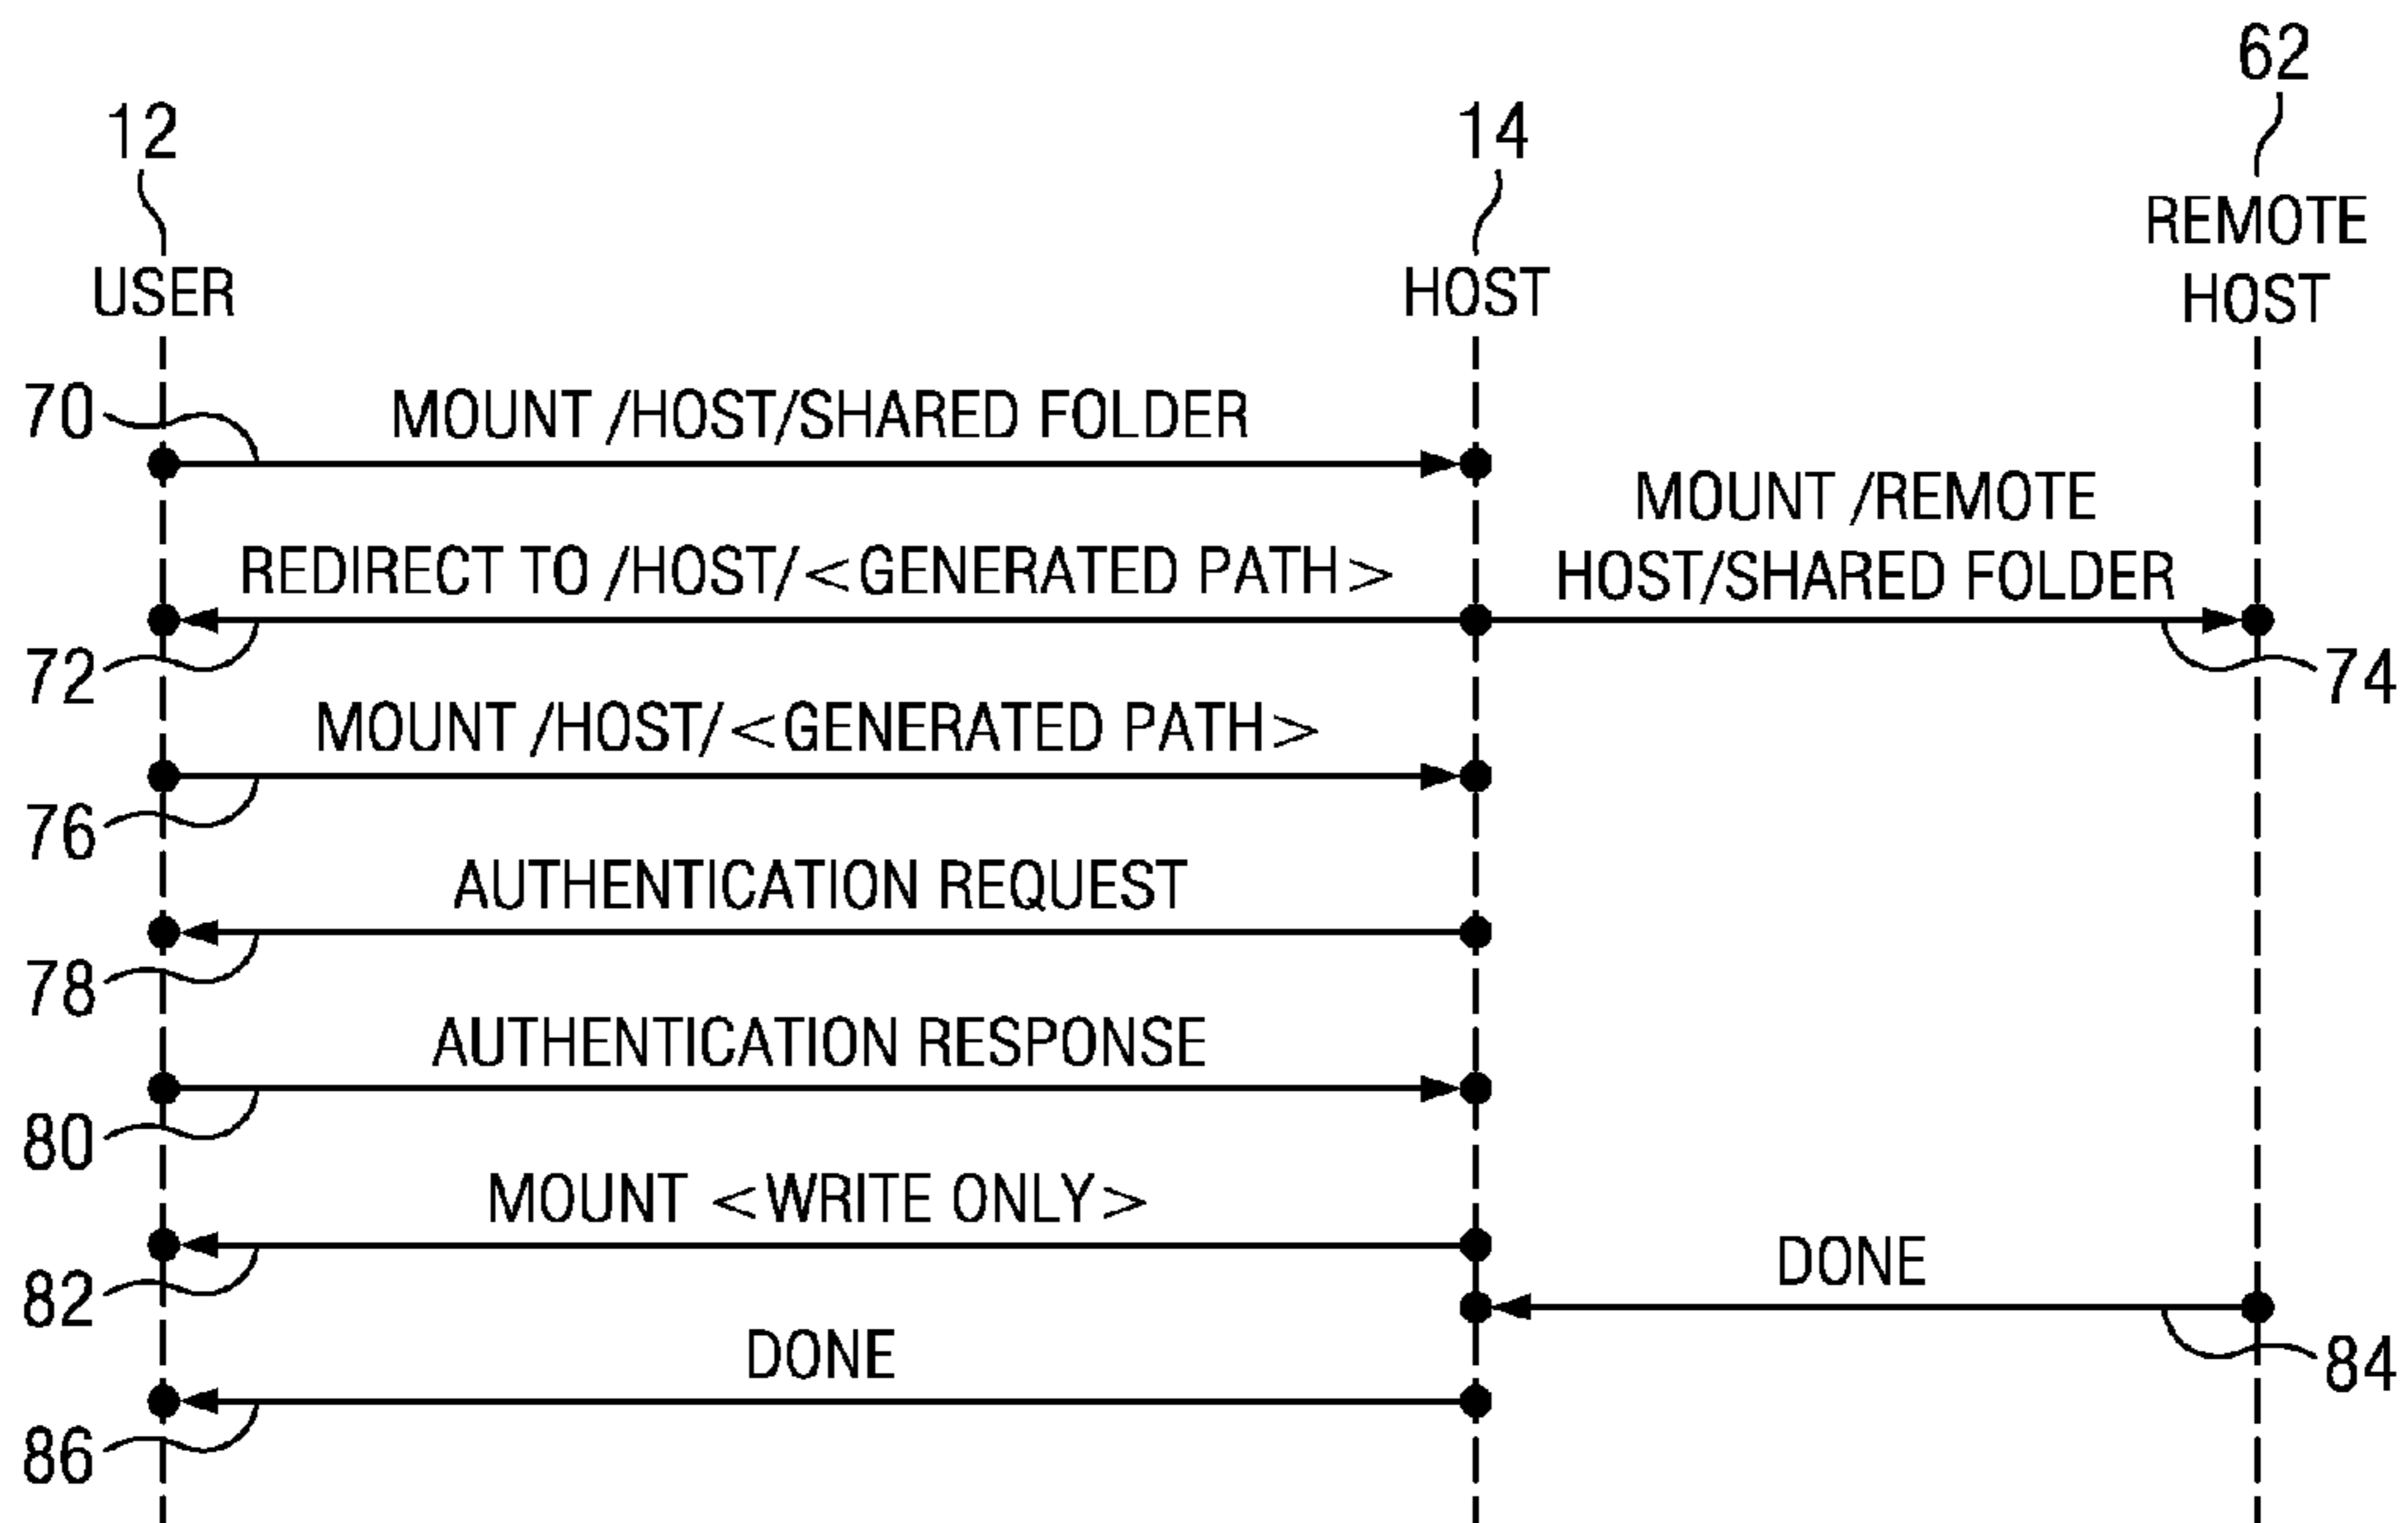 62
12
14
REMOTE
USER
HOST
HOST
70
MOUNT /HOST/SHARED FOLDER
MOUNT /REMOTE
HOST/SHARED FOLDER
REDIRECT TO /HOST/<GENERATED PATH>
72
74
MOUNT /HOST/<GENERATED PATH>
76
AUTHENTICATION REQUEST
78
AUTHENTICATION RESPONSE
80
MOUNT <WRITE ONLY>
82
DONE
84
DONE
86